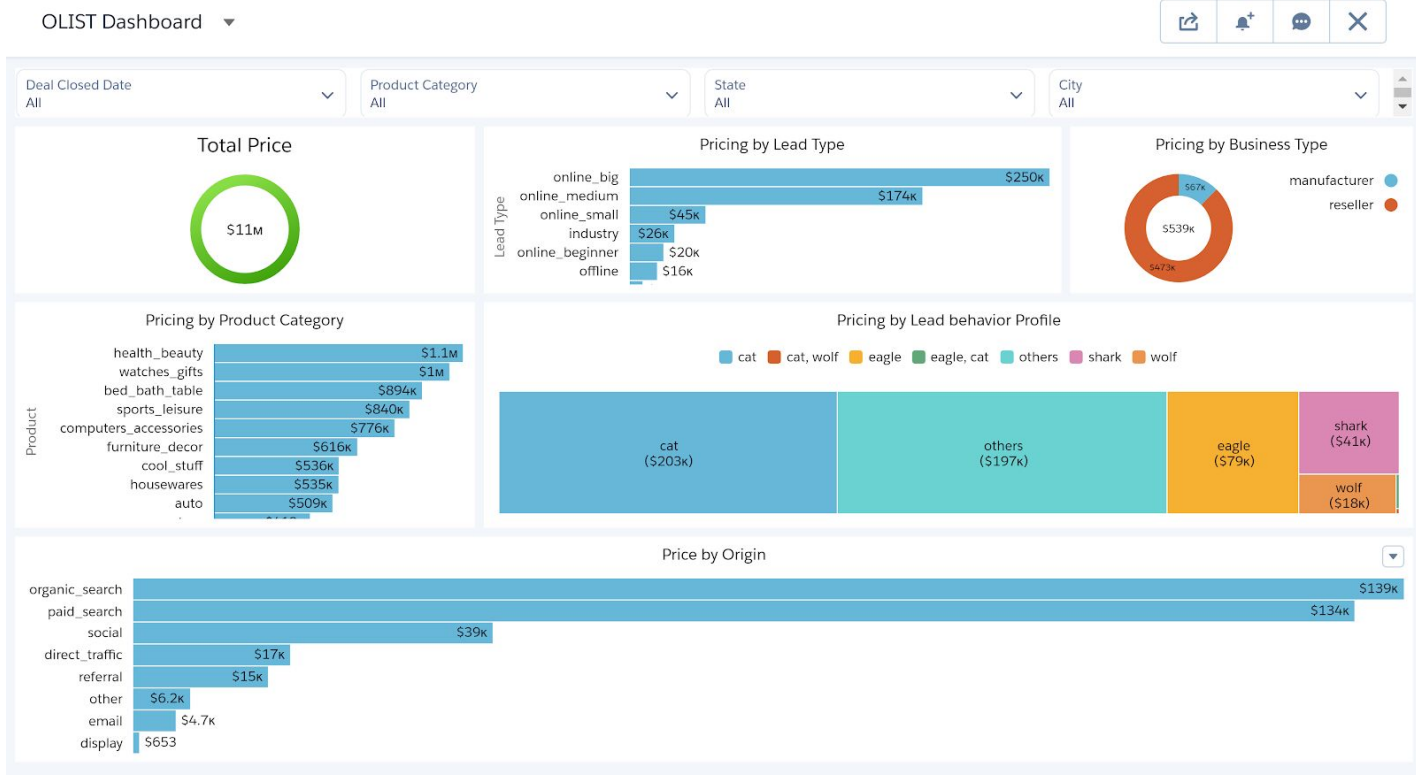 OLIST Dashboard
Deal Closed Date
All
Product Category
All
State
All
City
All
Total Price
$11M
Pricing by Lead Type
Lead Type
online_big $250K
online_medium $174K
online_small $45K
industry $26K
online_beginner $20K
offline $16K
Pricing by Business Type
manufacturer
reseller
$67K
$539K
$473K
Pricing by Product Category
Product
health_beauty $1.1M
watches_gifts $1M
bed_bath_table $894K
sports_leisure $840K
computers_accessories $776K
furniture_decor $616K
cool_stuff $536K
housewares $535K
auto $509K
Pricing by Lead behavior Profile
cat cat, wolf eagle eagle, cat others shark wolf
cat
($203K)
others
($197K)
eagle
($79K)
shark
($41K)
wolf
($18K)
Price by Origin
organic_search $139K
paid_search $134K
social $39K
direct_traffic $17K
referral $15K
other $6.2K
email $4.7K
display $653